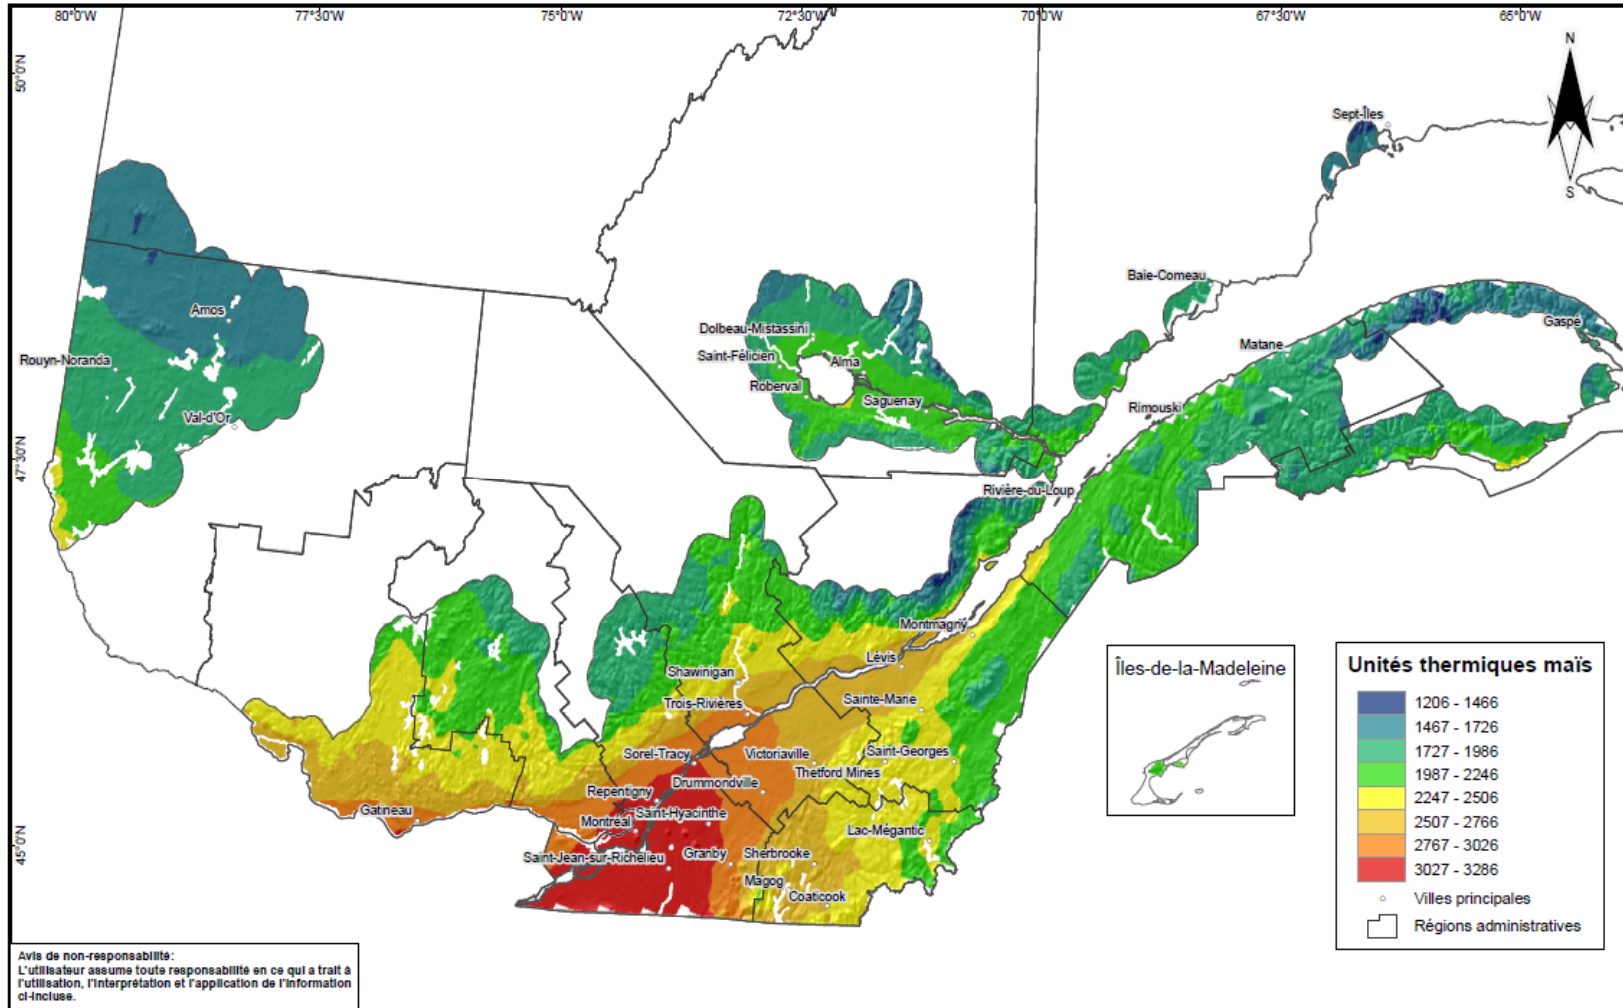 80°0'W
77°30'W
75°0'W
72°30'W
70°0'W
67°30'W
65°0'W
50°0'N
N
S
Sept-Îles
Baie-Comeau
Amos
Dolbeau-Mistassini
Gaspé
Rouyn-Noranda
Saint-Félicien
Alma
Matane
Roberval
Saguenay
Rimouski
Val-d'Or
47°30'N
Rivière-du-Loup
Montmagny
Lévis
Shawinigan
Sainte-Marie
Trois-Rivières
Sorel-Tracy
Victoriaville
Saint-Georges
Thetford Mines
Drummondville
Repentigny
Gatineau
Saint-Hyacinthe
Montréal
Lac-Mégantic
45°0'N
Saint-Jean-sur-Richelieu
Granby
Sherbrooke
Magog
Coaticook
Îles-de-la-Madeleine
Unités thermiques maïs
1206 - 1466
1467 - 1726
1727 - 1986
1987 - 2246
2247 - 2506
2507 - 2766
2767 - 3026
3027 - 3286
Villes principales
Régions administratives
Avis de non-responsabilité:
L'utilisateur assume toute responsabilité en ce qui a trait à
l'utilisation, l'interprétation et l'application de l'information
ci-incluse.